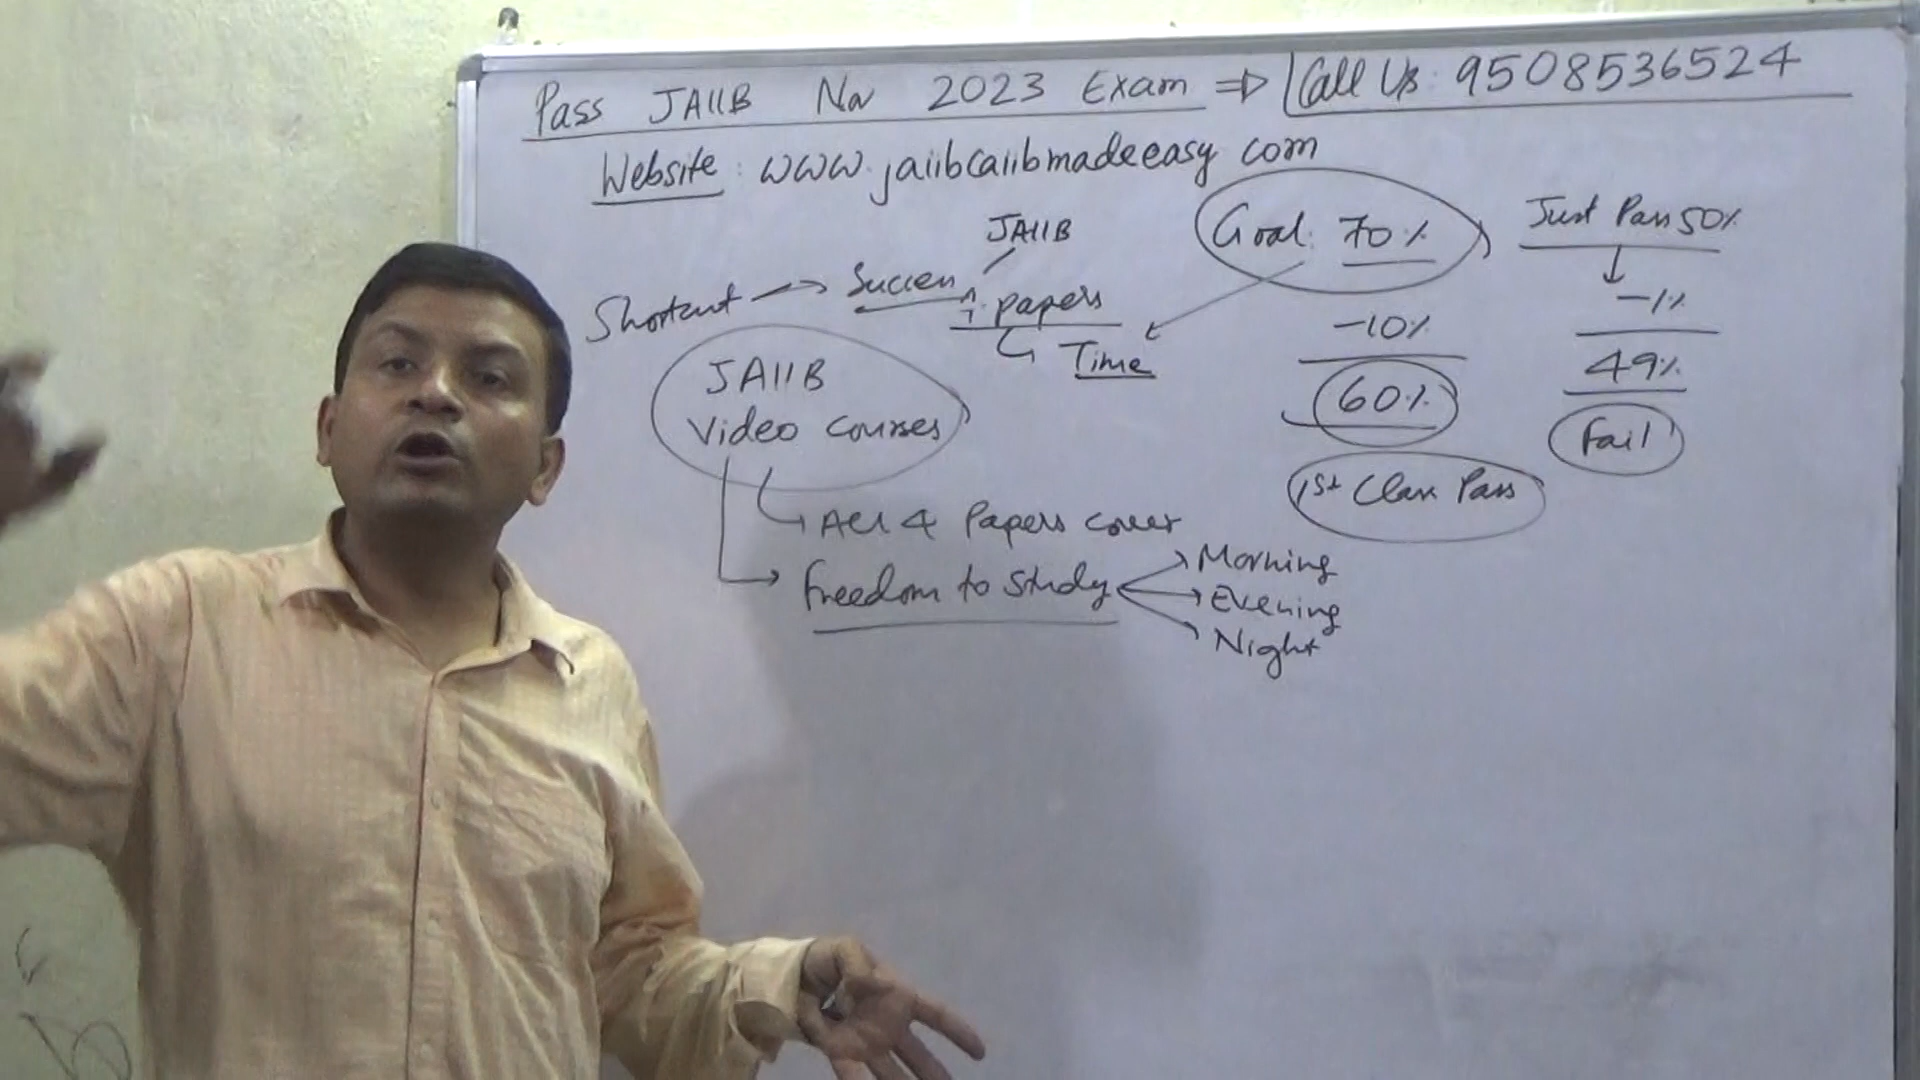 Pass JAIIB Nov 2023 Exam ⇒ Call Us: 9508536524
Website: www.jaiibcaiibmadeeasy com
JAIIB
Shortcut → Success
papers
Time
Goal: 70%
-10%
60%
1st Class Pass
Just Pass 50%
-1%
49%
Fail
JAIIB
Video courses
All 4 Papers cover
Freedom to Study
Morning
Evening
Night